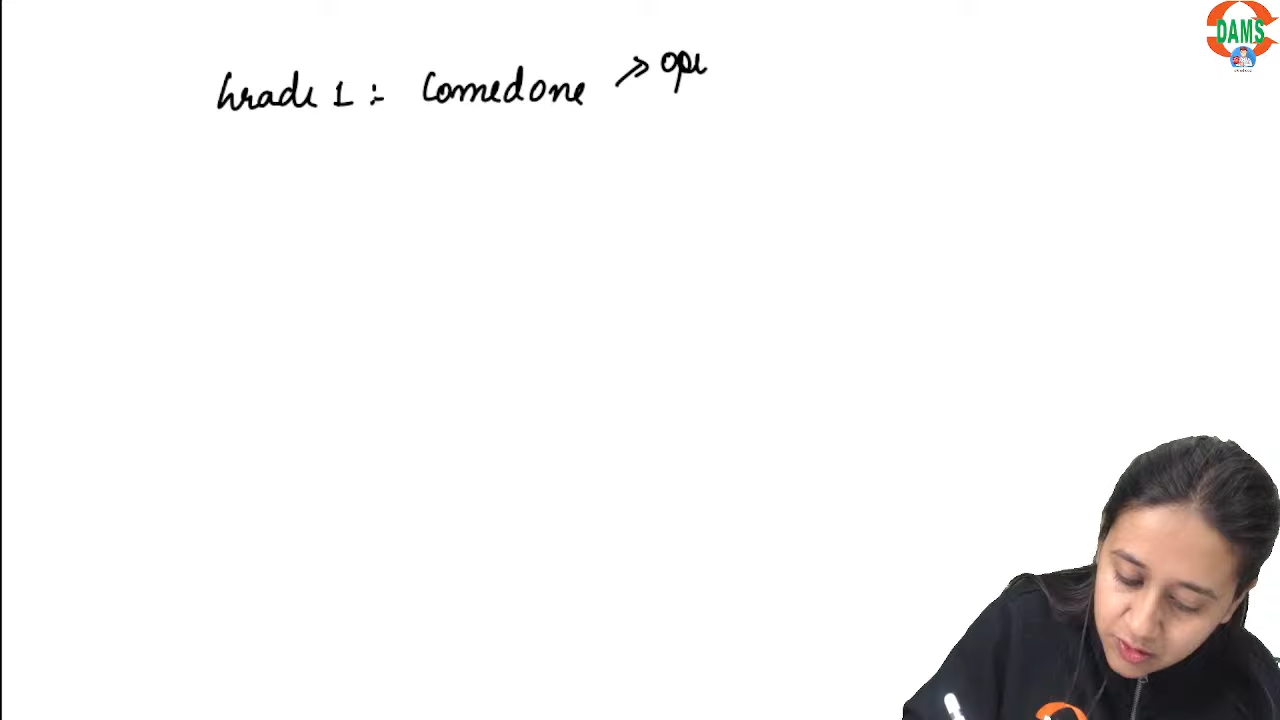 Grade 1 :- Comedone → ope
DAMS